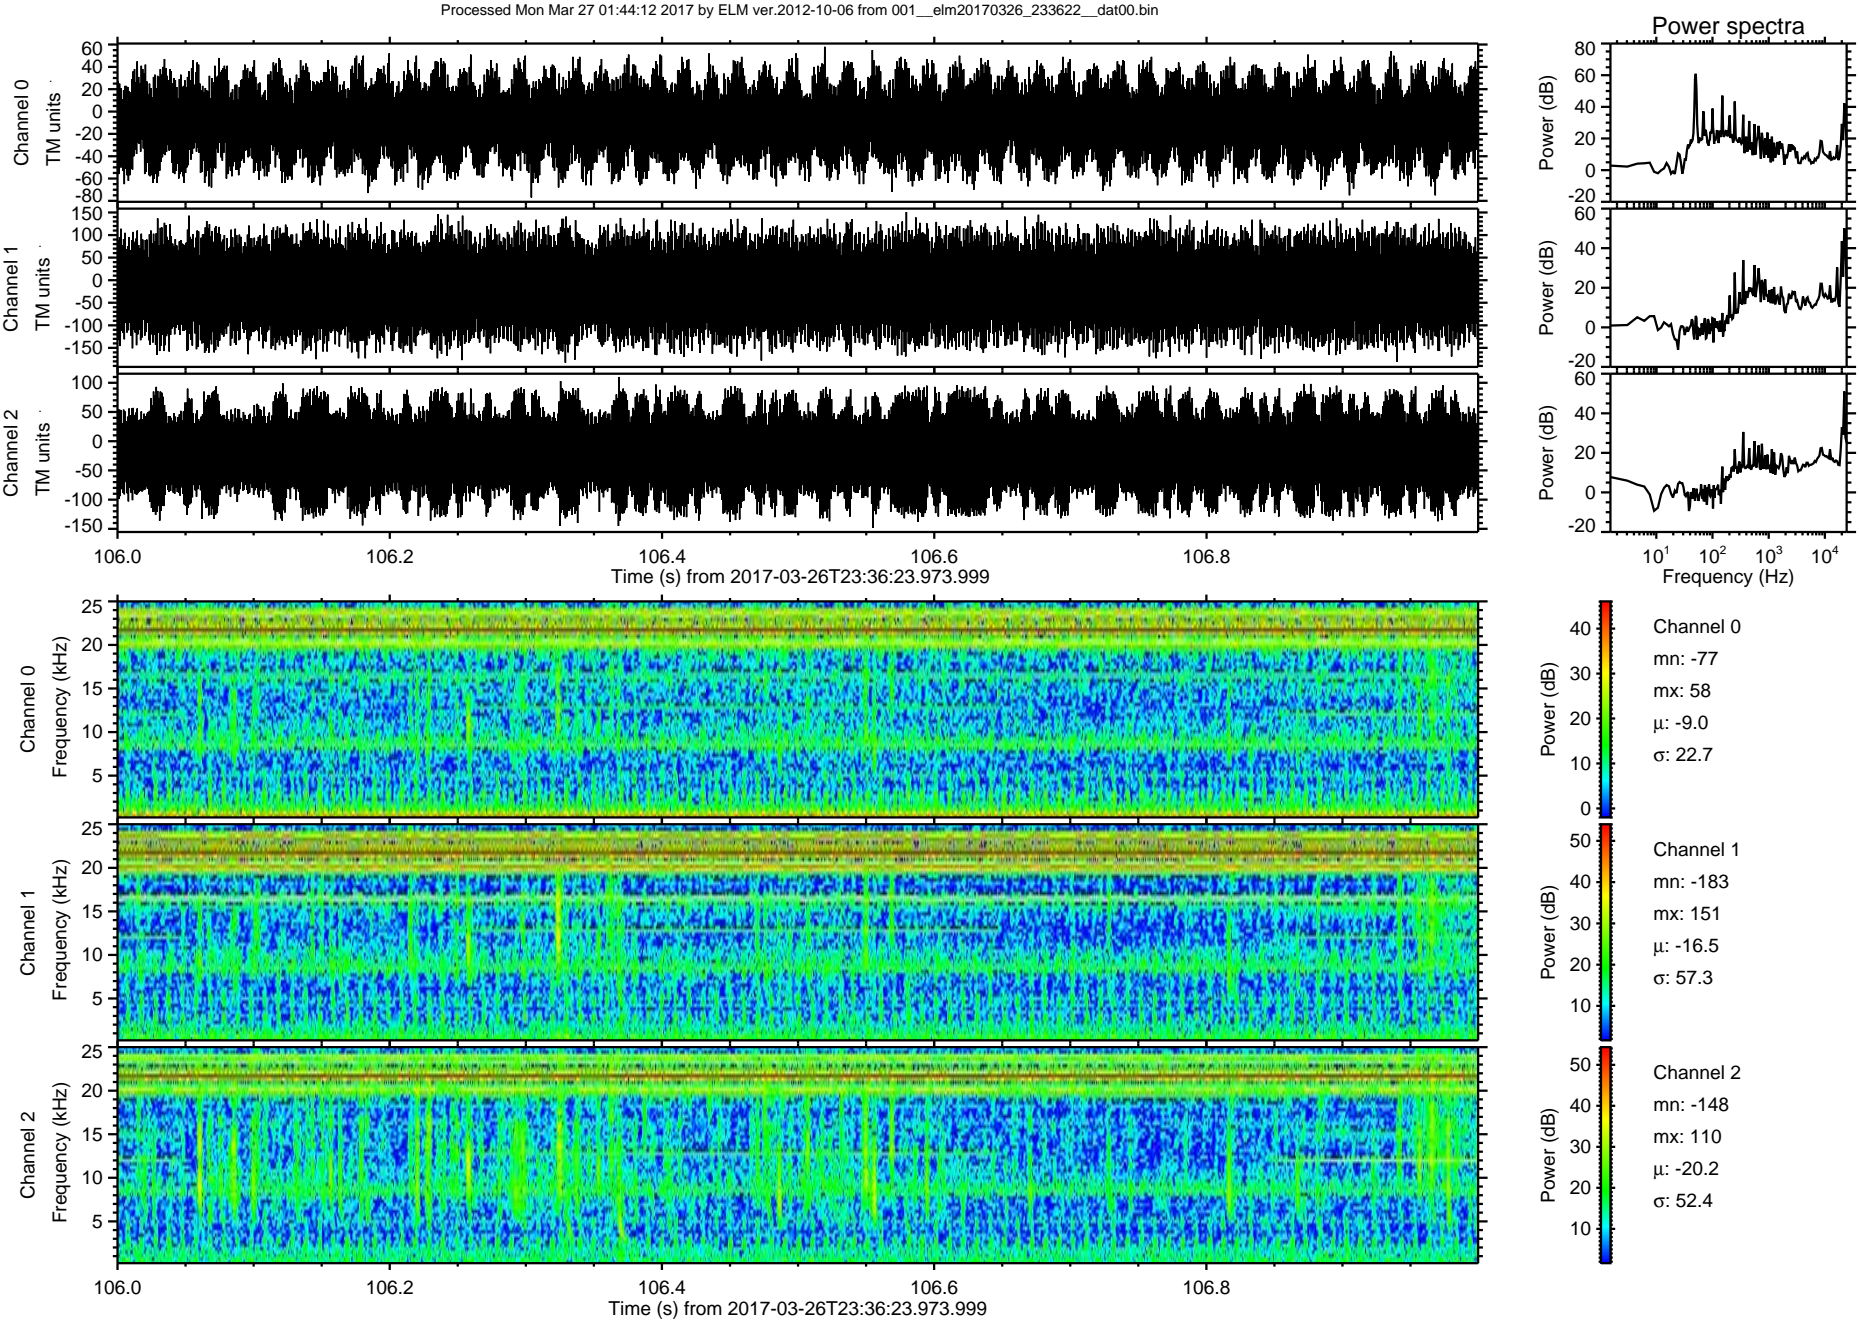 Processed Mon Mar 27 01:44:12 2017 by ELM ver.2012-10-06 from 001__elm20170326_233622__dat00.bin
Power spectra
Channel 0
TM units
60
40
20
0
-20
-40
-60
-80
Power (dB)
80
60
40
20
0
-20
Channel 1
TM units
150
100
50
0
-50
-100
-150
Power (dB)
60
40
20
0
-20
Channel 2
TM units
100
50
0
-50
-100
-150
Power (dB)
60
40
20
0
-20
106.0 106.2 106.4 106.6 106.8
Time (s) from 2017-03-26T23:36:23.973.999
10^1 10^2 10^3 10^4
Frequency (Hz)
Channel 0
Frequency (kHz)
25
20
15
10
5
Power (dB)
40
30
20
10
0
Channel 0
mn: -77
mx: 58
μ: -9.0
σ: 22.7
Channel 1
Frequency (kHz)
25
20
15
10
5
Power (dB)
50
40
30
20
10
Channel 1
mn: -183
mx: 151
μ: -16.5
σ: 57.3
Channel 2
Frequency (kHz)
25
20
15
10
5
Power (dB)
50
40
30
20
10
Channel 2
mn: -148
mx: 110
μ: -20.2
σ: 52.4
106.0 106.2 106.4 106.6 106.8
Time (s) from 2017-03-26T23:36:23.973.999